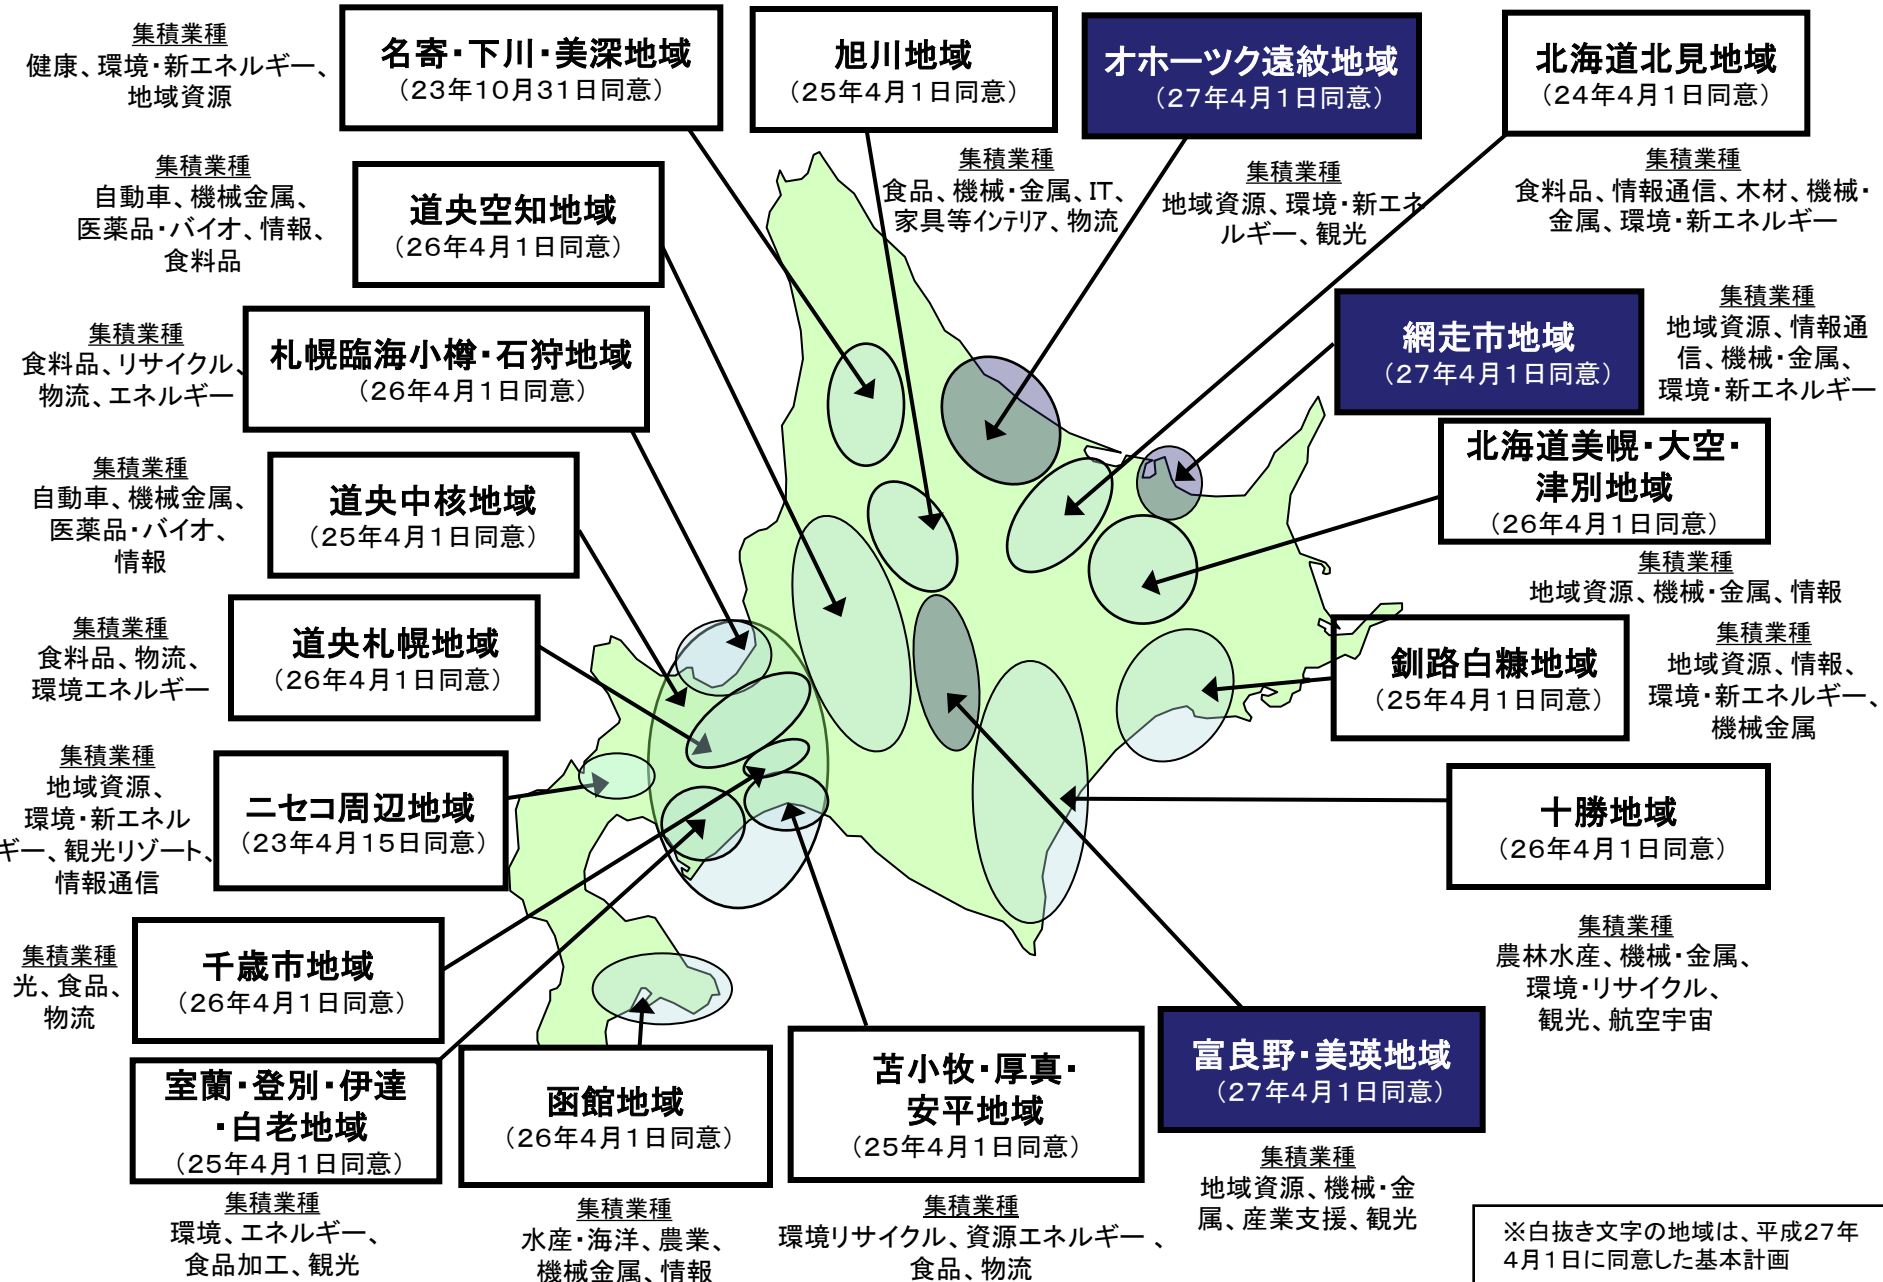 集積業種
健康、環境・新エネルギー、
地域資源
名寄・下川・美深地域
（23年10月31日同意）
旭川地域
（25年4月1日同意）
集積業種
食品、機械・金属、IT、
家具等インテリア、物流
オホーツク遠紋地域
（27年4月1日同意）
集積業種
地域資源、環境・新エネ
ルギー、観光
北海道北見地域
（24年4月1日同意）
集積業種
食料品、情報通信、木材、機械・
金属、環境・新エネルギー
集積業種
自動車、機械金属、
医薬品・バイオ、情報、
食料品
道央空知地域
（26年4月1日同意）
網走市地域
（27年4月1日同意）
集積業種
地域資源、情報通
信、機械・金属、
環境・新エネルギー
集積業種
食料品、リサイクル、
物流、エネルギー
札幌臨海小樽・石狩地域
（26年4月1日同意）
北海道美幌・大空・
津別地域
（26年4月1日同意）
集積業種
地域資源、機械・金属、情報
集積業種
自動車、機械金属、
医薬品・バイオ、
情報
道央中核地域
（25年4月1日同意）
集積業種
食料品、物流、
環境エネルギー
道央札幌地域
（26年4月1日同意）
釧路白糠地域
（25年4月1日同意）
集積業種
地域資源、情報、
環境・新エネルギー、
機械金属
集積業種
地域資源、
環境・新エネル
ギー、観光リゾート、
情報通信
ニセコ周辺地域
（23年4月15日同意）
十勝地域
（26年4月1日同意）
集積業種
農林水産、機械・金属、
環境・リサイクル、
観光、航空宇宙
集積業種
光、食品、
物流
千歳市地域
（26年4月1日同意）
室蘭・登別・伊達
・白老地域
（25年4月1日同意）
集積業種
環境、エネルギー、
食品加工、観光
函館地域
（26年4月1日同意）
集積業種
水産・海洋、農業、
機械金属、情報
苫小牧・厚真・
安平地域
（25年4月1日同意）
集積業種
環境リサイクル、資源エネルギー 、
食品、物流
富良野・美瑛地域
（27年4月1日同意）
集積業種
地域資源、機械・金
属、産業支援、観光
※白抜き文字の地域は、平成27年
4月1日に同意した基本計画